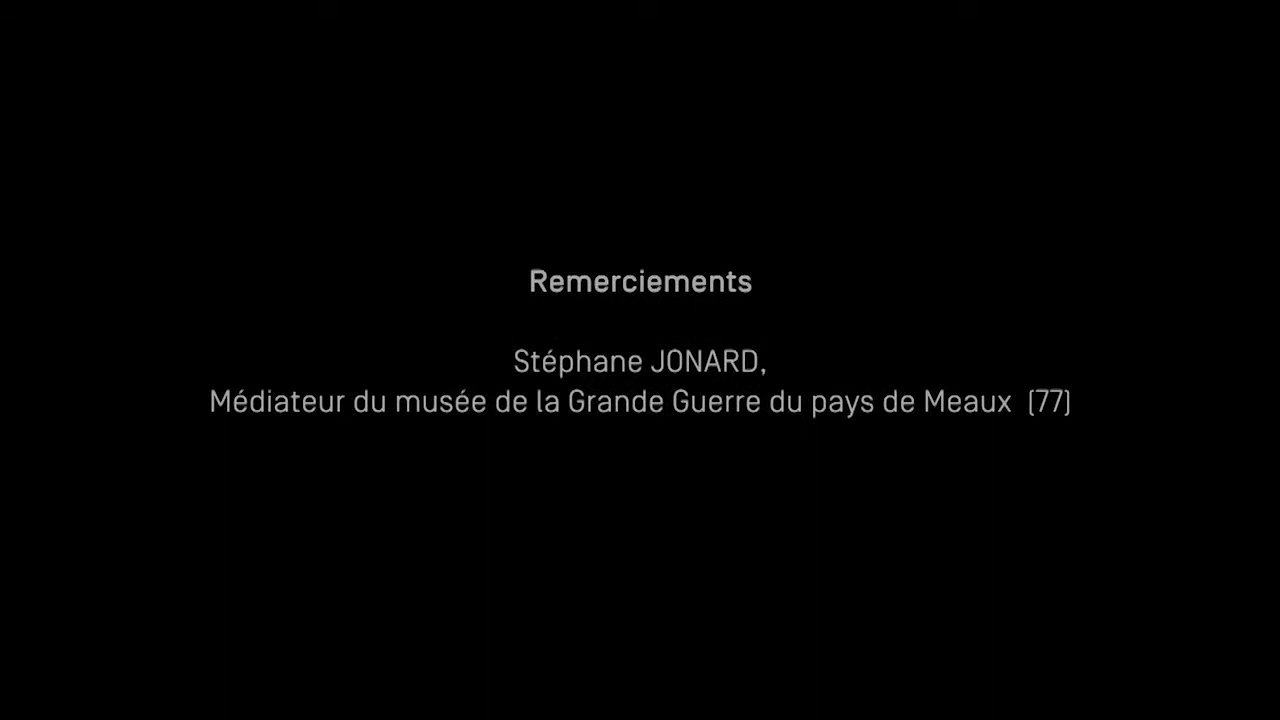 Remerciements
Stéphane JONARD,
Médiateur du musée de la Grande Guerre du pays de Meaux (77)